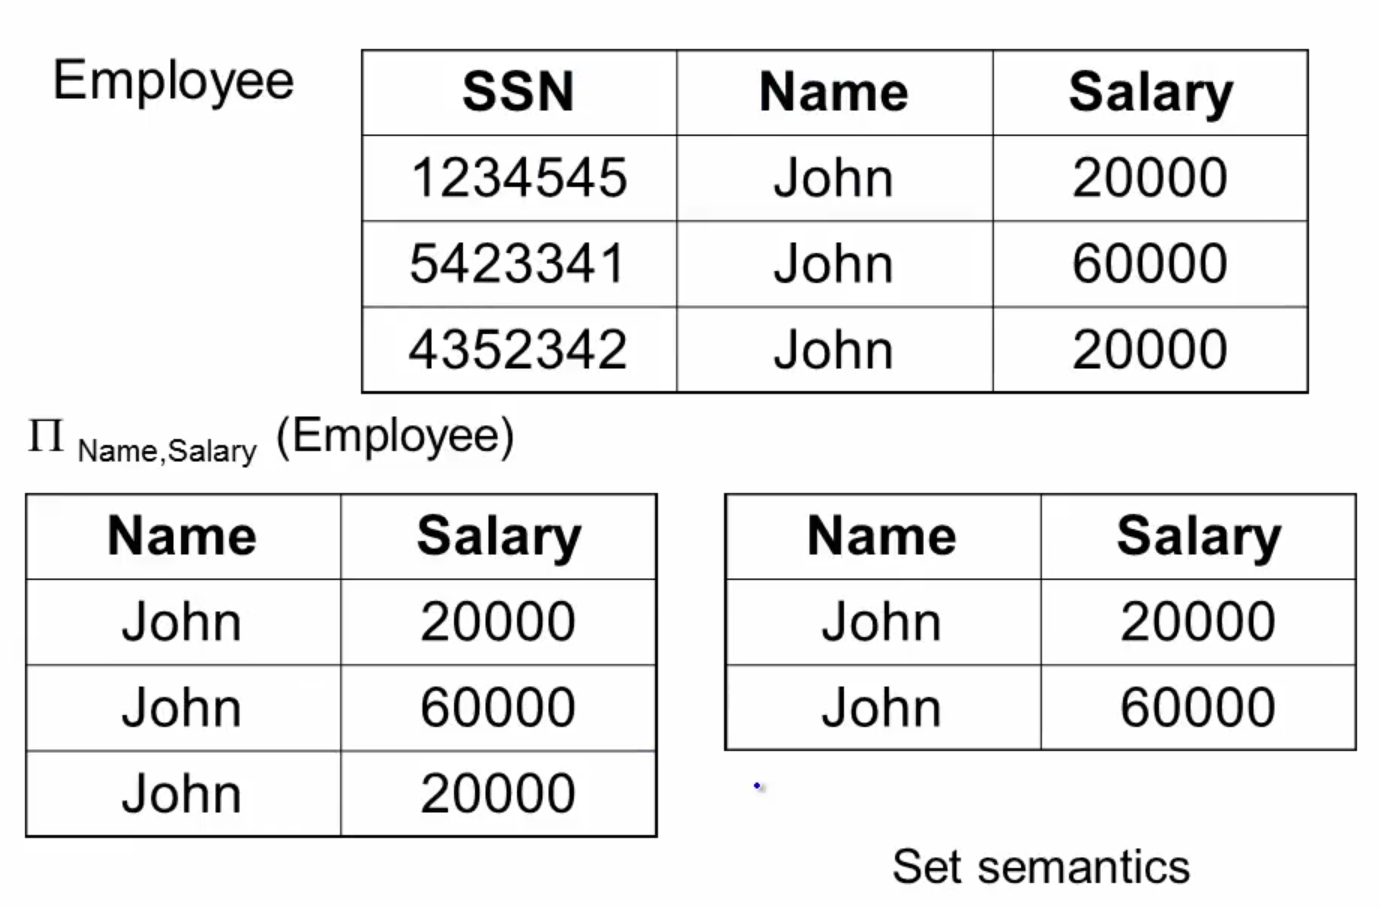 Employee
SSN Name Salary
1234545 John 20000
5423341 John 60000
4352342 John 20000
Π Name,Salary (Employee)
Name Salary
John 20000
John 60000
John 20000
Name Salary
John 20000
John 60000
Set semantics